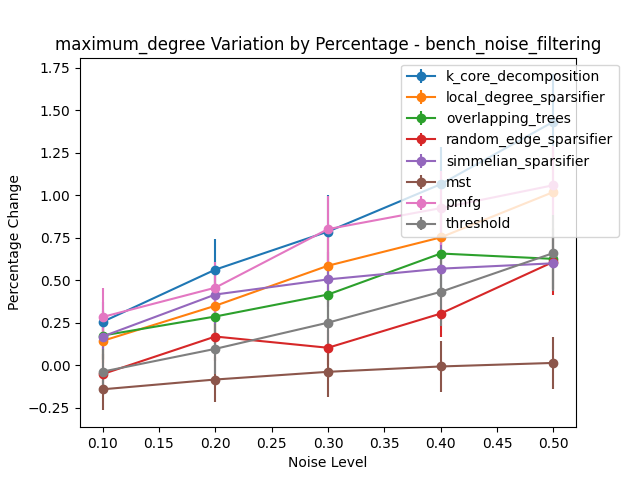 maximum_degree Variation by Percentage - bench_noise_filtering
Percentage Change
1.75
1.50
1.25
1.00
0.75
0.50
0.25
0.00
−0.25
k_core_decomposition
local_degree_sparsifier
overlapping_trees
random_edge_sparsifier
simmelian_sparsifier
mst
pmfg
threshold
0.10 0.15 0.20 0.25 0.30 0.35 0.40 0.45 0.50
Noise Level